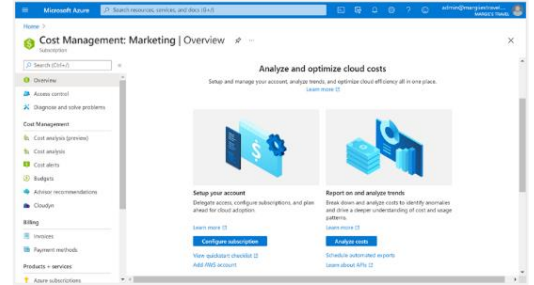 Microsoft Azure
Search resources, services, and docs (G+/)
admin@margiestravel....
MARGIE'S TRAVEL
Home >
Cost Management: Marketing | Overview
Subscription
Search (Ctrl+/)
Overview
Access control
Diagnose and solve problems
Cost Management
Cost analysis (preview)
Cost analysis
Cost alerts
Budgets
Advisor recommendations
Cloudyn
Billing
Invoices
Payment methods
Products + services
Azure subscriptions
Analyze and optimize cloud costs
Setup and manage your account, analyze trends, and optimize cloud efficiency all in one place.
Learn more
Setup your account
Delegate access, configure subscriptions, and plan
ahead for cloud adoption
Learn more
Configure subscription
View quickstart checklist
Add AWS account
Report on and analyze trends
Break down and analyze costs to identify anomalies
and drive a deeper understanding of cost and usage
patterns.
Learn more
Analyze costs
Schedule automated exports
Learn about APIs